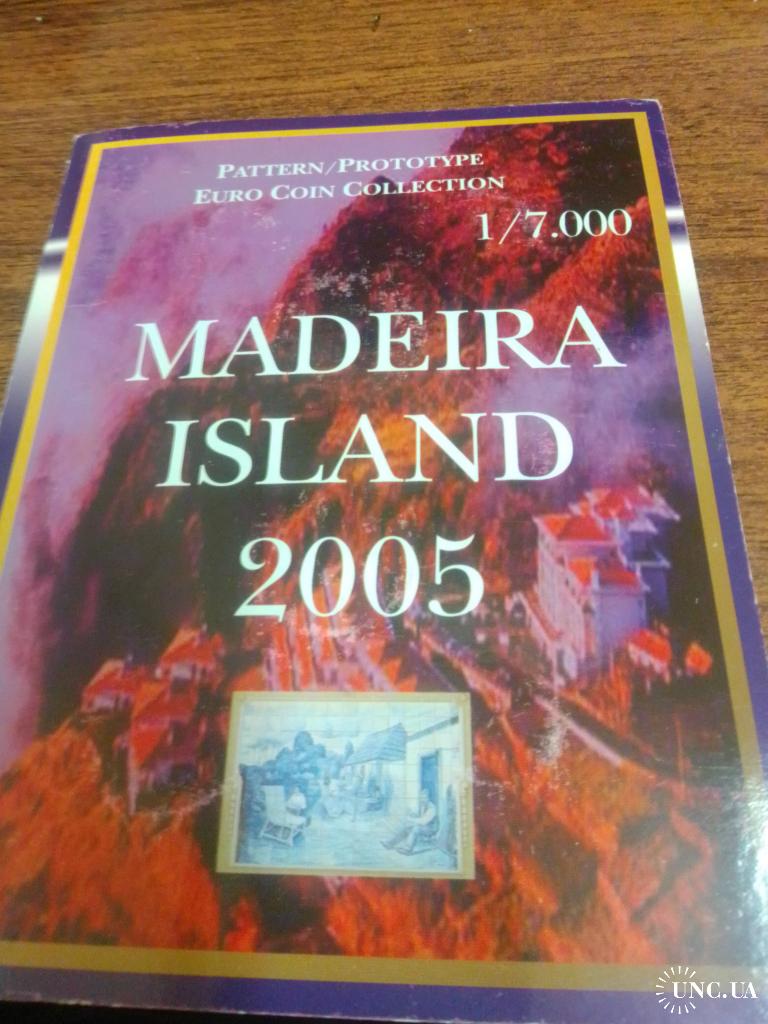 PATTERN/PROTOTYPE
EURO COIN COLLECTION
1/7.000
MADEIRA
ISLAND
2005
UNC.UA